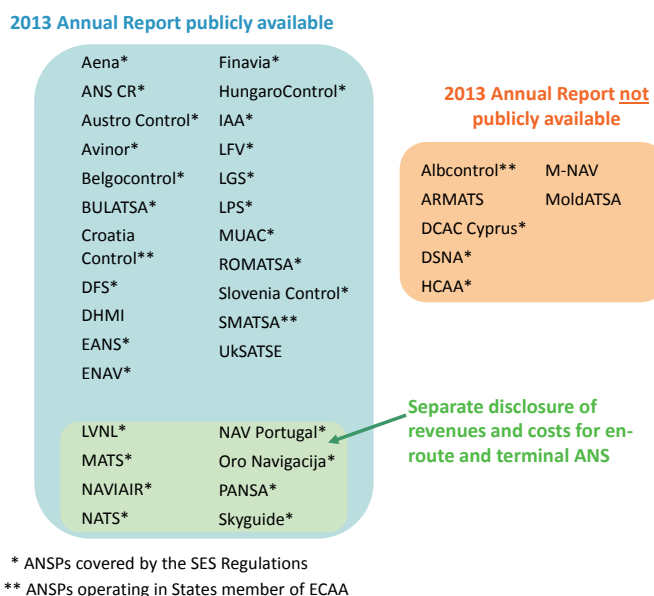 2013 Annual Report publicly available
Aena*
ANS CR*
Austro Control*
Avinor*
Belgocontrol*
BULATSA*
Croatia
Control**
DFS*
DHMI
EANS*
ENAV*
Finavia*
HungaroControl*
IAA*
LFV*
LGS*
LPS*
MUAC*
ROMATSA*
Slovenia Control*
SMATSA**
UkSATSE
LVNL*
MATS*
NAVIAIR*
NATS*
NAV Portugal*
Oro Navigacija*
PANSA*
Skyguide*
2013 Annual Report not
publicly available
Albcontrol**
ARMATS
DCAC Cyprus*
DSNA*
HCAA*
M-NAV
MoldATSA
Separate disclosure of
revenues and costs for en-
route and terminal ANS
* ANSPs covered by the SES Regulations
** ANSPs operating in States member of ECAA